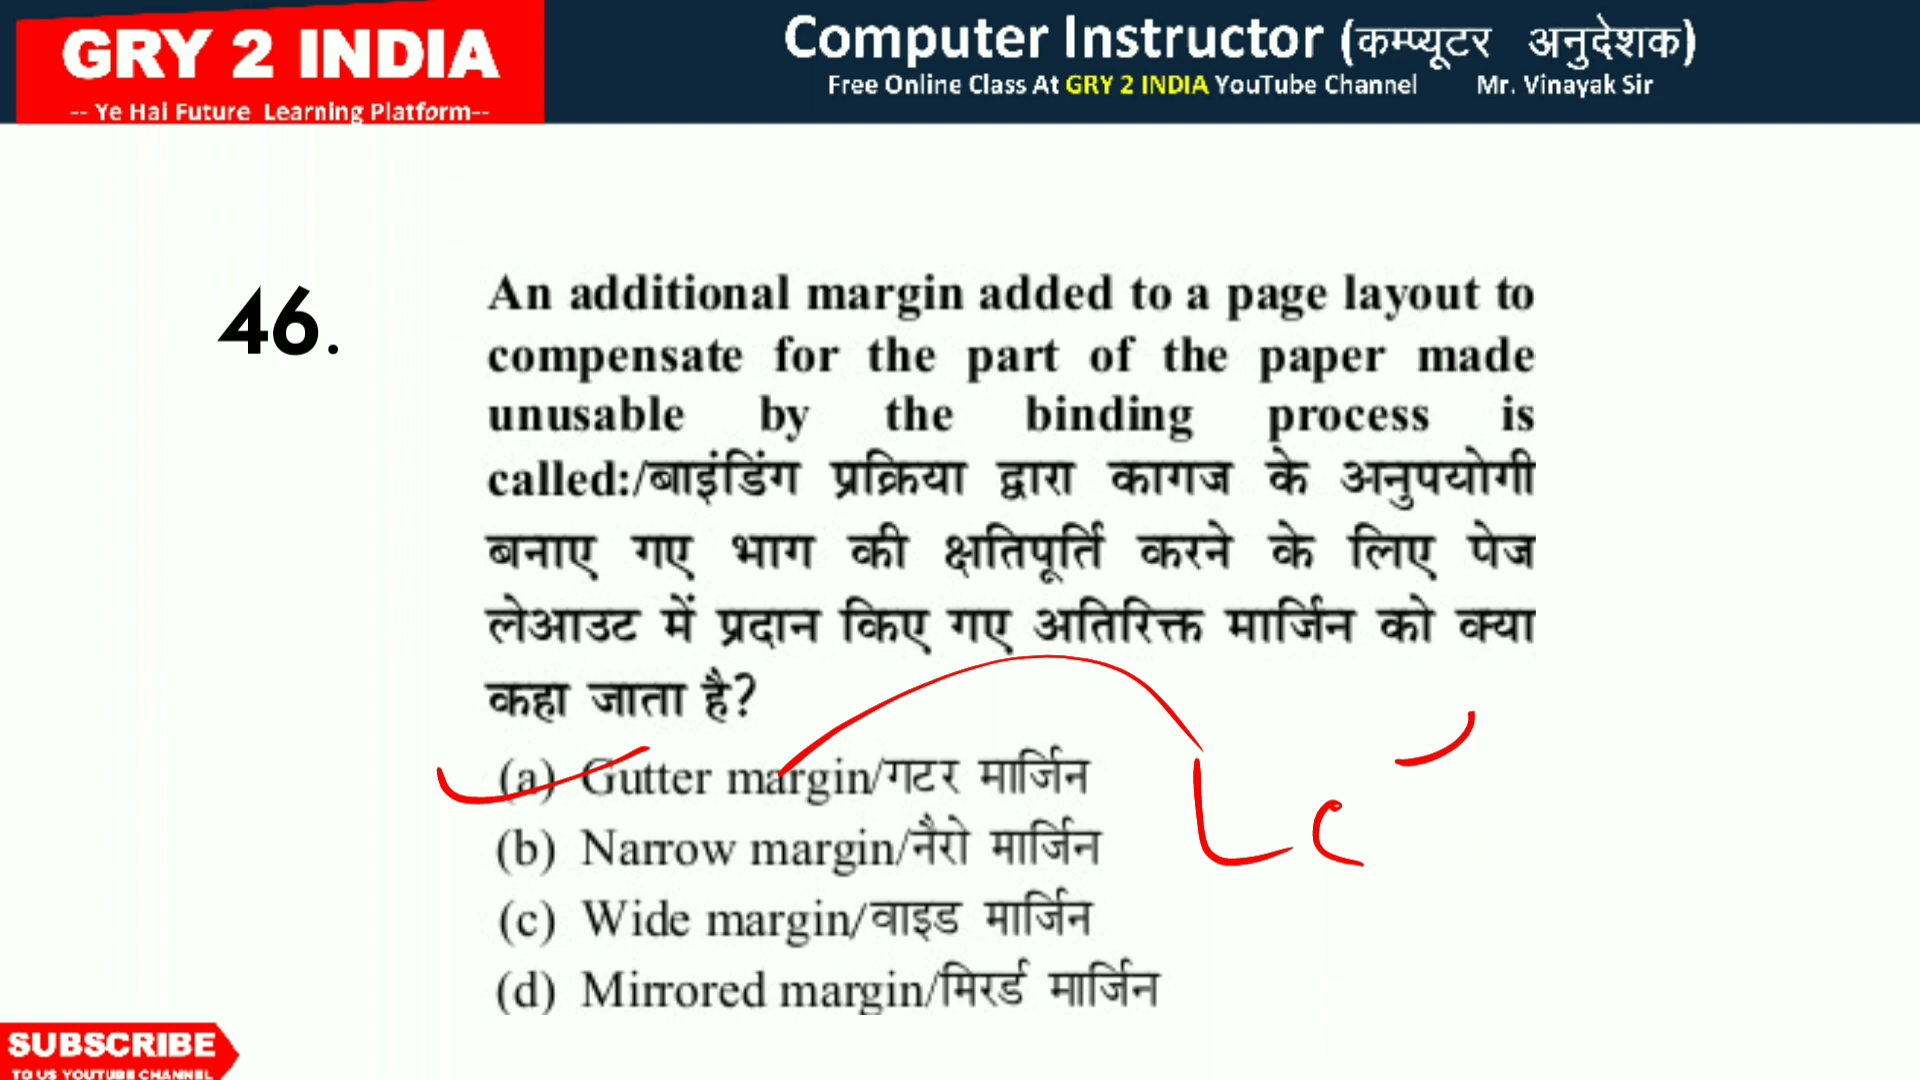 GRY 2 INDIA
-- Ye Hai Future Learning Platform--
Computer Instructor (कम्प्यूटर अनुदेशक)
Free Online Class At GRY 2 INDIA YouTube Channel Mr. Vinayak Sir
46.
An additional margin added to a page layout to
compensate for the part of the paper made
unusable by the binding process is
called:/बाइंडिंग प्रक्रिया द्वारा कागज के अनुपयोगी
बनाए गए भाग की क्षतिपूर्ति करने के लिए पेज
लेआउट में प्रदान किए गए अतिरिक्त मार्जिन को क्या
कहा जाता है?
(a) Gutter margin/गटर मार्जिन
(b) Narrow margin/नैरो मार्जिन
(c) Wide margin/वाइड मार्जिन
(d) Mirrored margin/मिरर्ड मार्जिन
SUBSCRIBE
TO US YOUTUBE CHANNEL